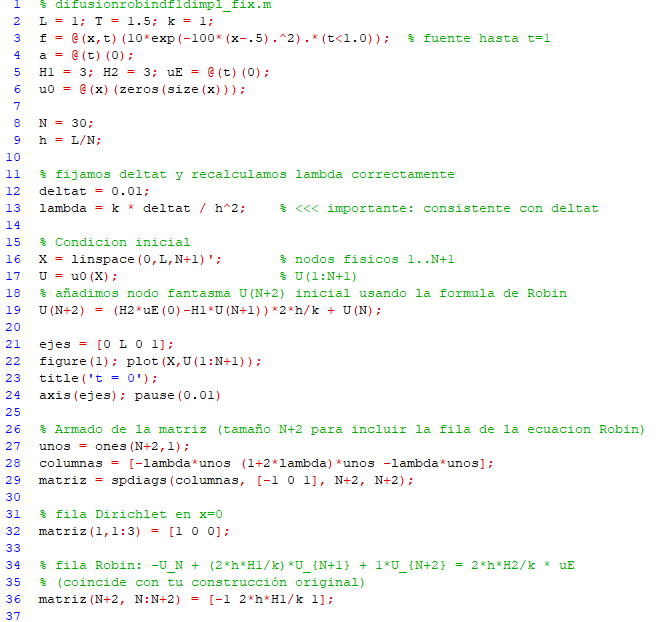 1 % difusionrobindf1dimpl_fix.m
2 L = 1; T = 1.5; k = 1;
3 f = @(x,t)(10*exp(-100*(x-.5).^2).*(t<1.0));  % fuente hasta t=1
4 a = @(t)(0);
5 H1 = 3; H2 = 3; uE = @(t)(0);
6 u0 = @(x)(zeros(size(x)));
7
8 N = 30;
9 h = L/N;
10
11 % fijamos deltat y recalculamos lambda correctamente
12 deltat = 0.01;
13 lambda = k * deltat / h^2;    % <<< importante: consistente con deltat
14
15 % Condicion inicial
16 X = linspace(0,L,N+1)';       % nodos fisicos 1..N+1
17 U = u0(X);                    % U(1:N+1)
18 % añadimos nodo fantasma U(N+2) inicial usando la formula de Robin
19 U(N+2) = (H2*uE(0)-H1*U(N+1))*2*h/k + U(N);
20
21 ejes = [0 L 0 1];
22 figure(1); plot(X,U(1:N+1));
23 title('t = 0');
24 axis(ejes); pause(0.01)
25
26 % Armado de la matriz (tamaño N+2 para incluir la fila de la ecuacion Robin)
27 unos = ones(N+2,1);
28 columnas = [-lambda*unos (1+2*lambda)*unos -lambda*unos];
29 matriz = spdiags(columnas, [-1 0 1], N+2, N+2);
30
31 % fila Dirichlet en x=0
32 matriz(1,1:3) = [1 0 0];
33
34 % fila Robin: -U_N + (2*h*H1/k)*U_{N+1} + 1*U_{N+2} = 2*h*H2/k * uE
35 % (coincide con tu construcción original)
36 matriz(N+2, N:N+2) = [-1 2*h*H1/k 1];
37